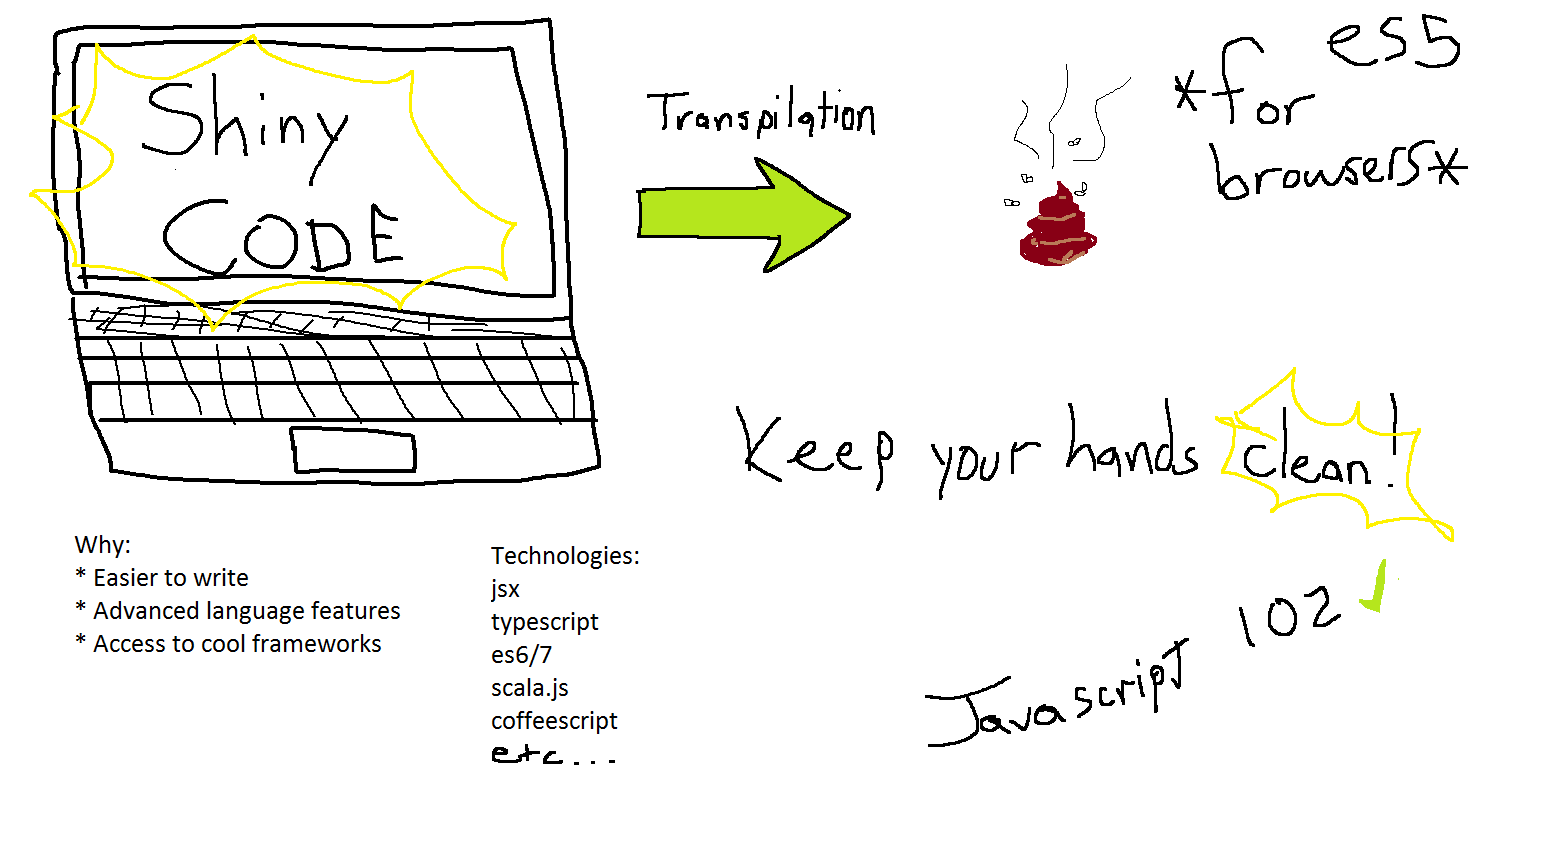 Shiny
CODE
Transpilation
es5
*for
browsers*
Keep your hands clean!
Why:
* Easier to write
* Advanced language features
* Access to cool frameworks
Technologies:
jsx
typescript
es6/7
scala.js
coffeescript
etc...
Javascript 102